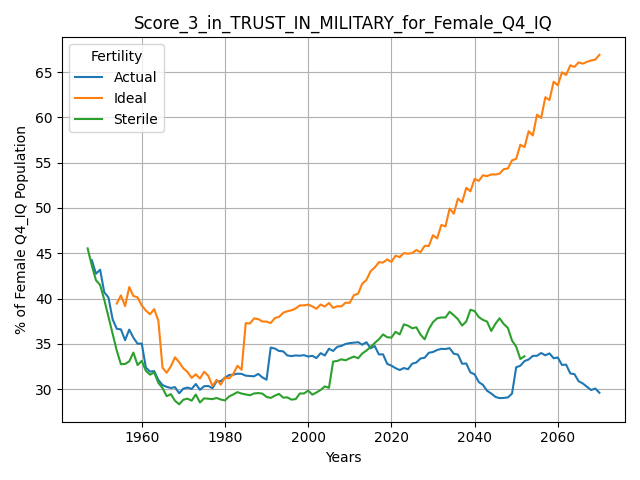 Score_3_in_TRUST_IN_MILITARY_for_Female_Q4_IQ
% of Female Q4_IQ Population
65
60
55
50
45
40
35
30
Fertility
Actual
Ideal
Sterile
1960 1980 2000 2020 2040 2060
Years